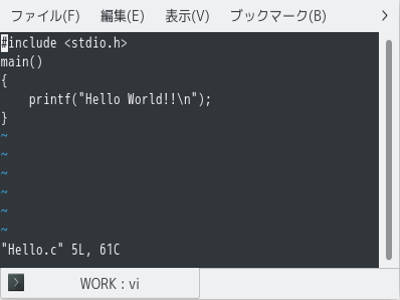 ファイル(F) 編集(E) 表示(V) ブックマーク(B) >
#include <stdio.h>
main()
{
    printf("Hello World!!\n");
}
~
~
~
~
~
~
"Hello.c" 5L, 61C
WORK : vi